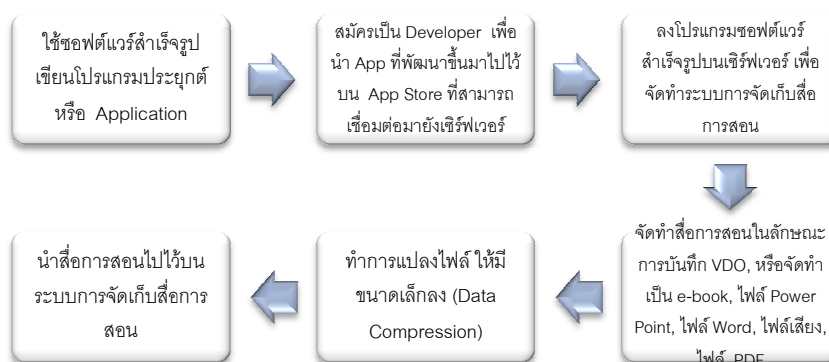 ใช้ซอฟต์แวร์สำเร็จรูป
เขียนโปรแกรมประยุกต์
หรือ Application
สมัครเป็น Developer เพื่อ
นำ App ที่พัฒนาขึ้นมาไปไว้
บน App Store ที่สามารถ
เชื่อมต่อมายังเซิร์ฟเวอร์
ลงโปรแกรมซอฟต์แวร์
สำเร็จรูปบนเซิร์ฟเวอร์ เพื่อ
จัดทำระบบการจัดเก็บสื่อ
การสอน
จัดทำสื่อการสอนในลักษณะ
การบันทึก VDO, หรือจัดทำ
เป็น e-book, ไฟล์ Power
Point, ไฟล์ Word, ไฟล์เสียง,
ไฟล์ PDF
ทำการแปลงไฟล์ ให้มี
ขนาดเล็กลง (Data
Compression)
นำสื่อการสอนไปไว้บน
ระบบการจัดเก็บสื่อการ
สอน